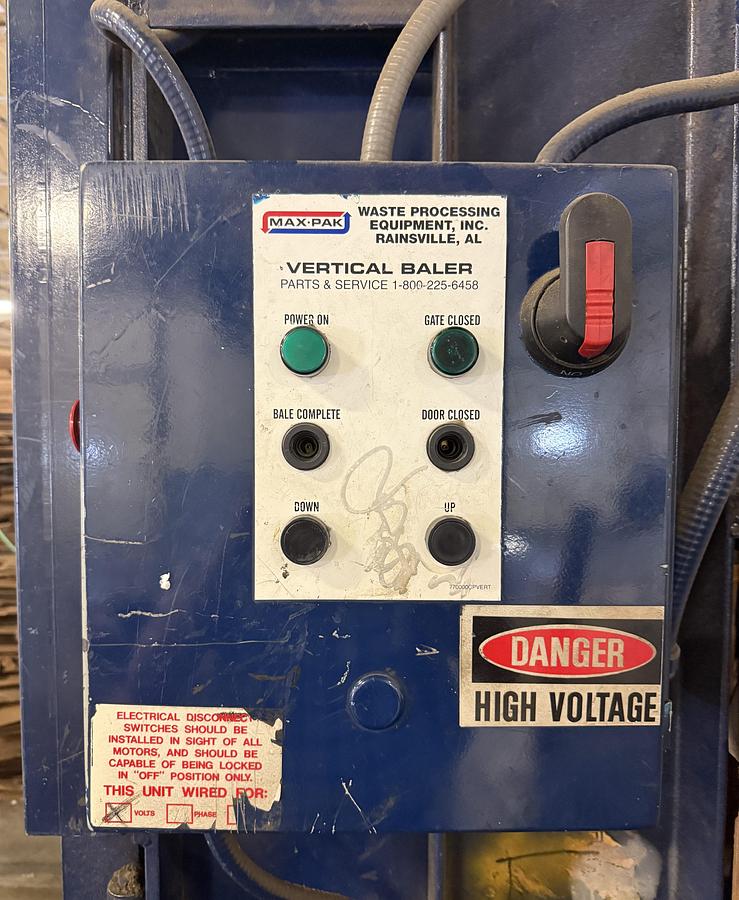 MAX-PAK
WASTE PROCESSING
EQUIPMENT, INC.
RAINSVILLE, AL
VERTICAL BALER
PARTS & SERVICE 1-800-225-6458
POWER ON
GATE CLOSED
BALE COMPLETE
DOOR CLOSED
DOWN
UP
770000CPVERT
DANGER
HIGH VOLTAGE
ELECTRICAL DISCONNECT
SWITCHES SHOULD BE
INSTALLED IN SIGHT OF ALL
MOTORS, AND SHOULD BE
CAPABLE OF BEING LOCKED
IN "OFF" POSITION ONLY.
THIS UNIT WIRED FOR:
VOLTS PHASE